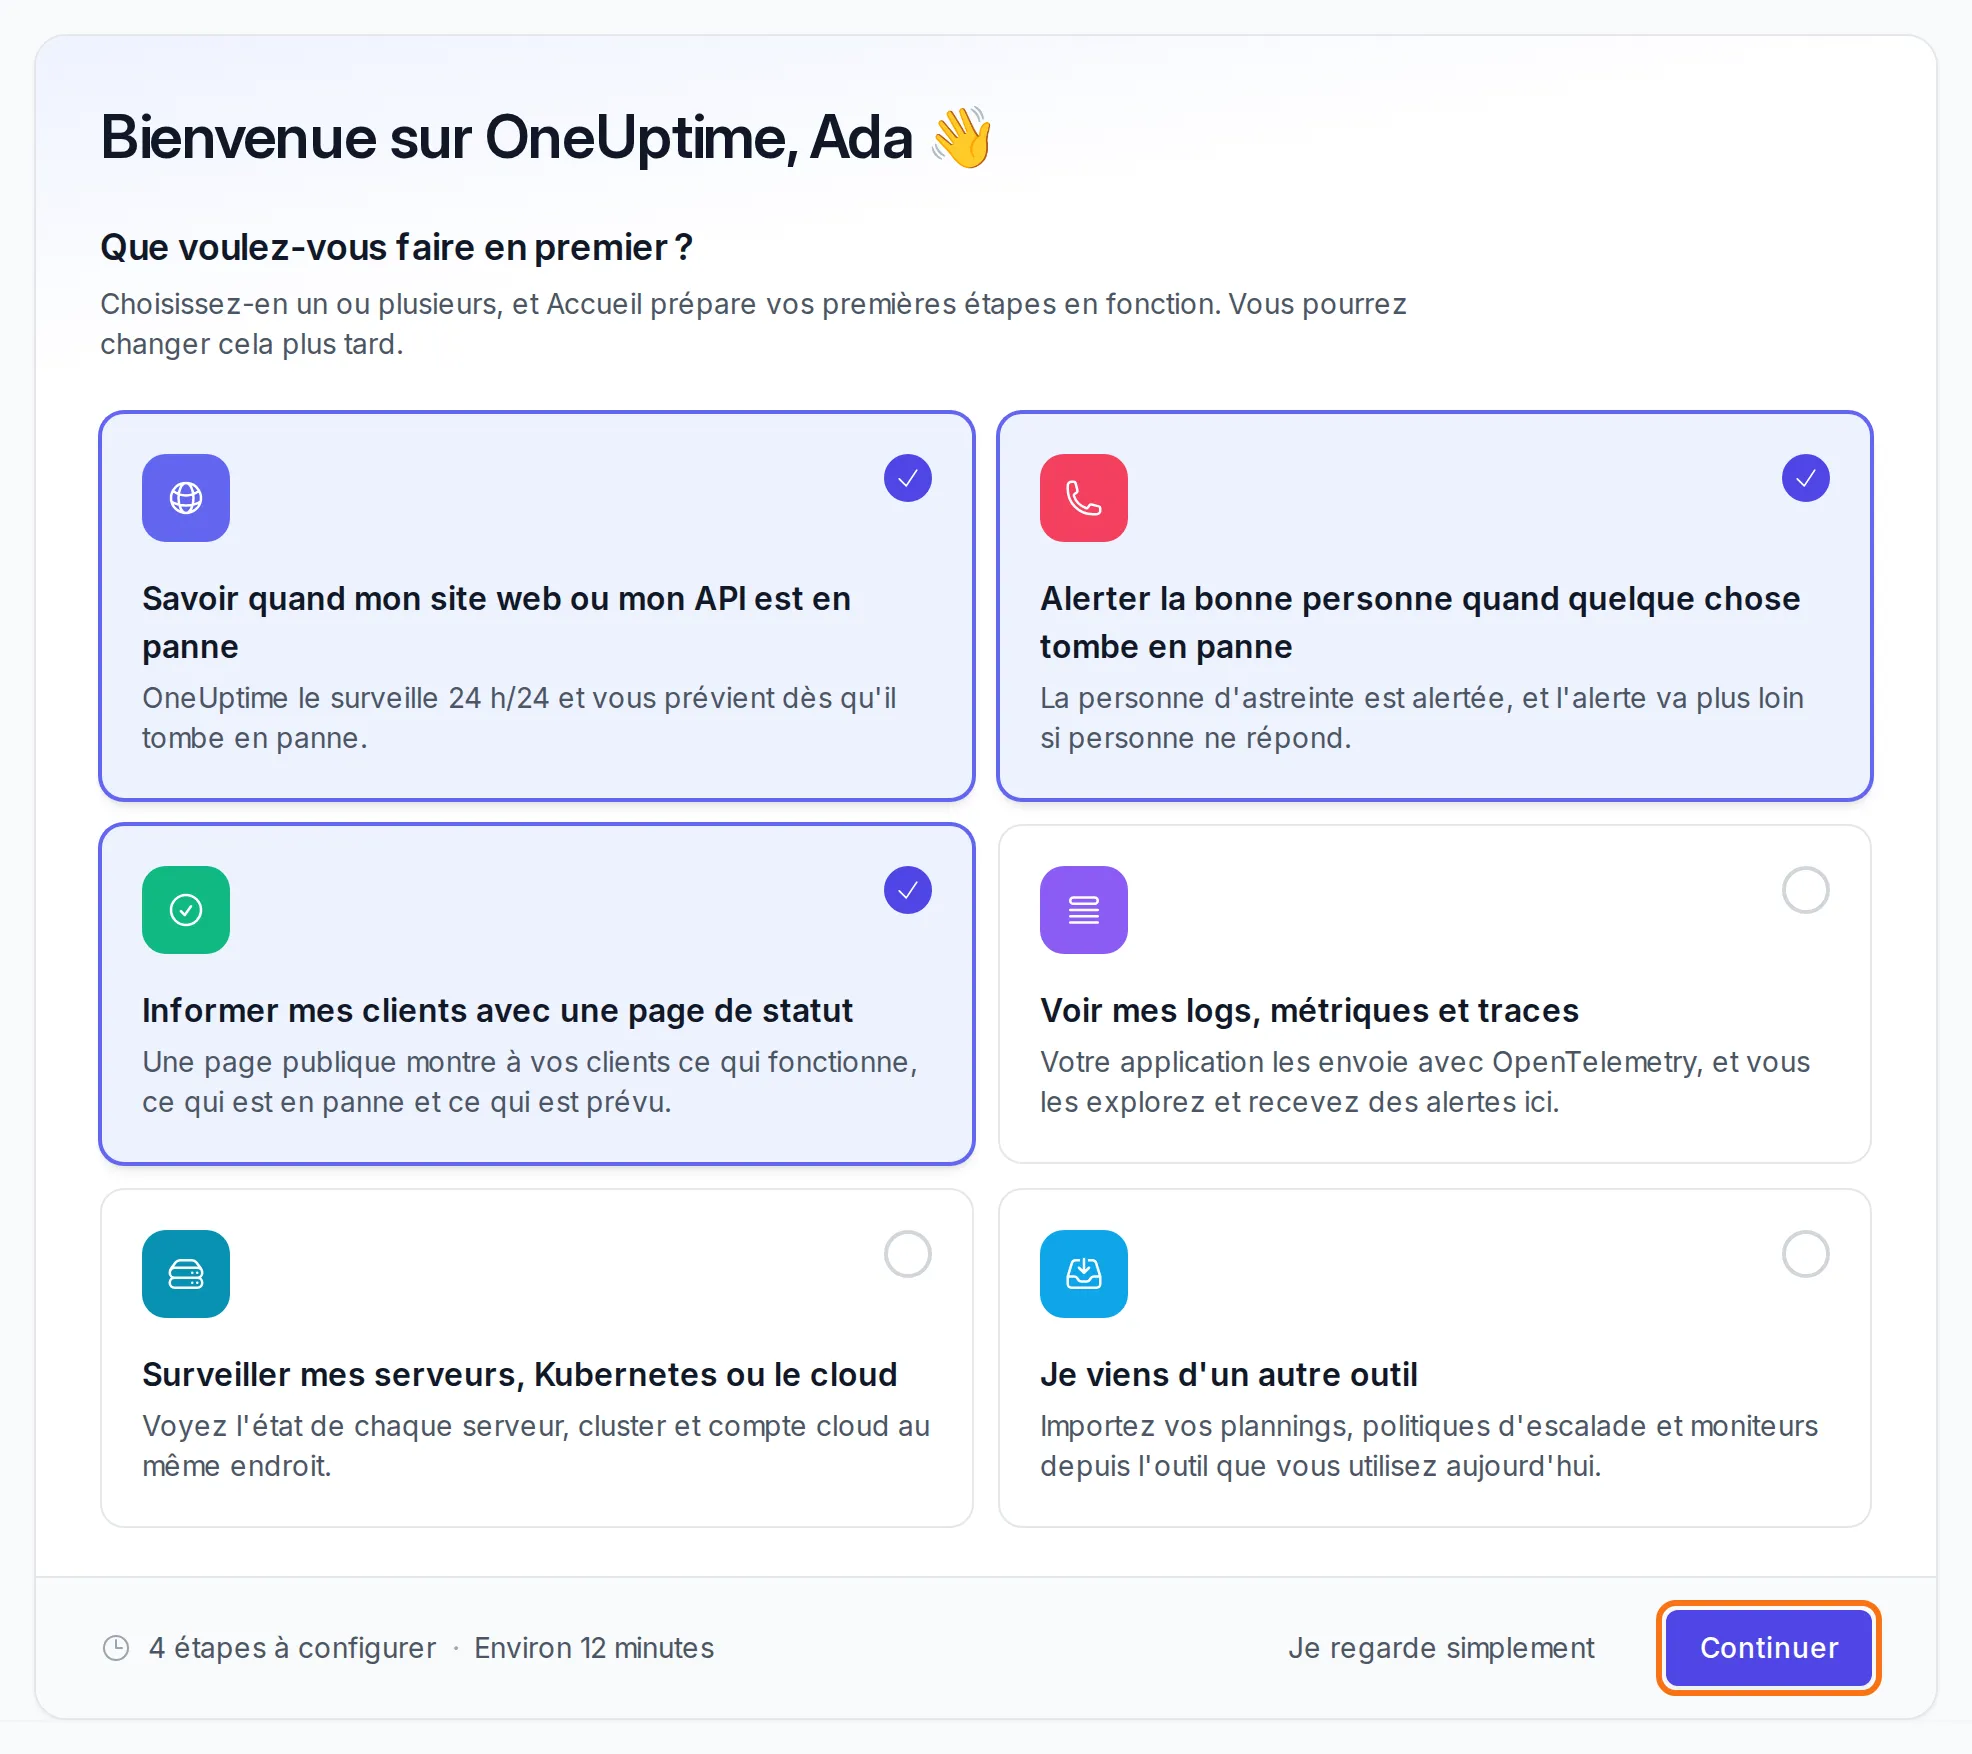 Bienvenue sur OneUptime, Ada 👋
Que voulez-vous faire en premier ?
Choisissez-en un ou plusieurs, et Accueil prépare vos premières étapes en fonction. Vous pourrez
changer cela plus tard.
Savoir quand mon site web ou mon API est en
panne
OneUptime le surveille 24 h/24 et vous prévient dès qu'il
tombe en panne.
Alerter la bonne personne quand quelque chose
tombe en panne
La personne d'astreinte est alertée, et l'alerte va plus loin
si personne ne répond.
Informer mes clients avec une page de statut
Une page publique montre à vos clients ce qui fonctionne,
ce qui est en panne et ce qui est prévu.
Voir mes logs, métriques et traces
Votre application les envoie avec OpenTelemetry, et vous
les explorez et recevez des alertes ici.
Surveiller mes serveurs, Kubernetes ou le cloud
Voyez l'état de chaque serveur, cluster et compte cloud au
même endroit.
Je viens d'un autre outil
Importez vos plannings, politiques d'escalade et moniteurs
depuis l'outil que vous utilisez aujourd'hui.
4 étapes à configurer · Environ 12 minutes
Je regarde simplement
Continuer